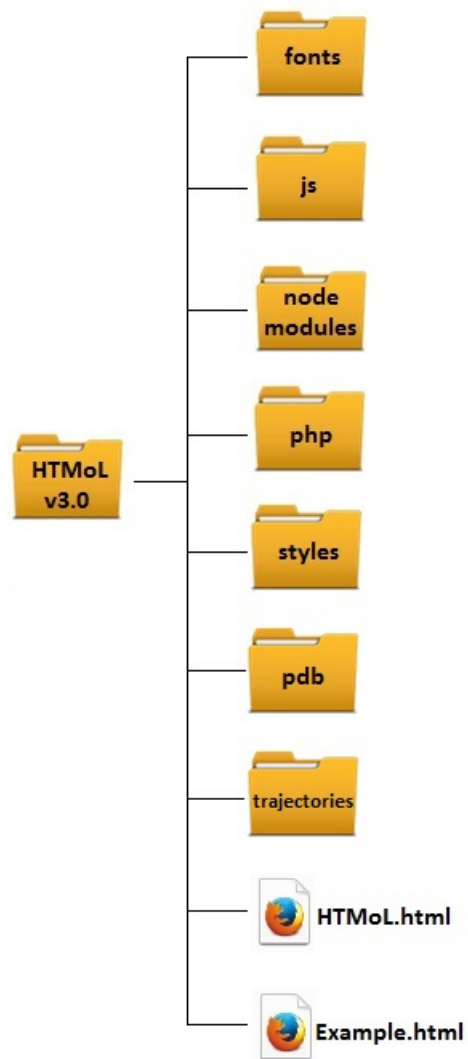 fonts
js
node
modules
php
HTMoL
v3.0
styles
pdb
trajectories
HTMoL.html
Example.html